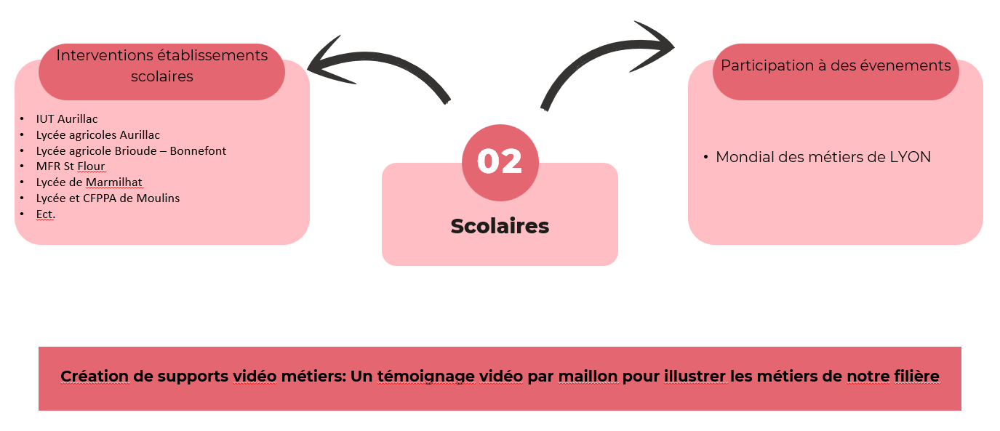 Interventions établissements
scolaires
• IUT Aurillac
• Lycée agricoles Aurillac
• Lycée agricole Brioude – Bonnefont
• MFR St Flour
• Lycée de Marmilhat
• Lycée et CFPPA de Moulins
• Ect.
02
Scolaires
Participation à des évenements
• Mondial des métiers de LYON
Création de supports vidéo métiers: Un témoignage vidéo par maillon pour illustrer les métiers de notre filière